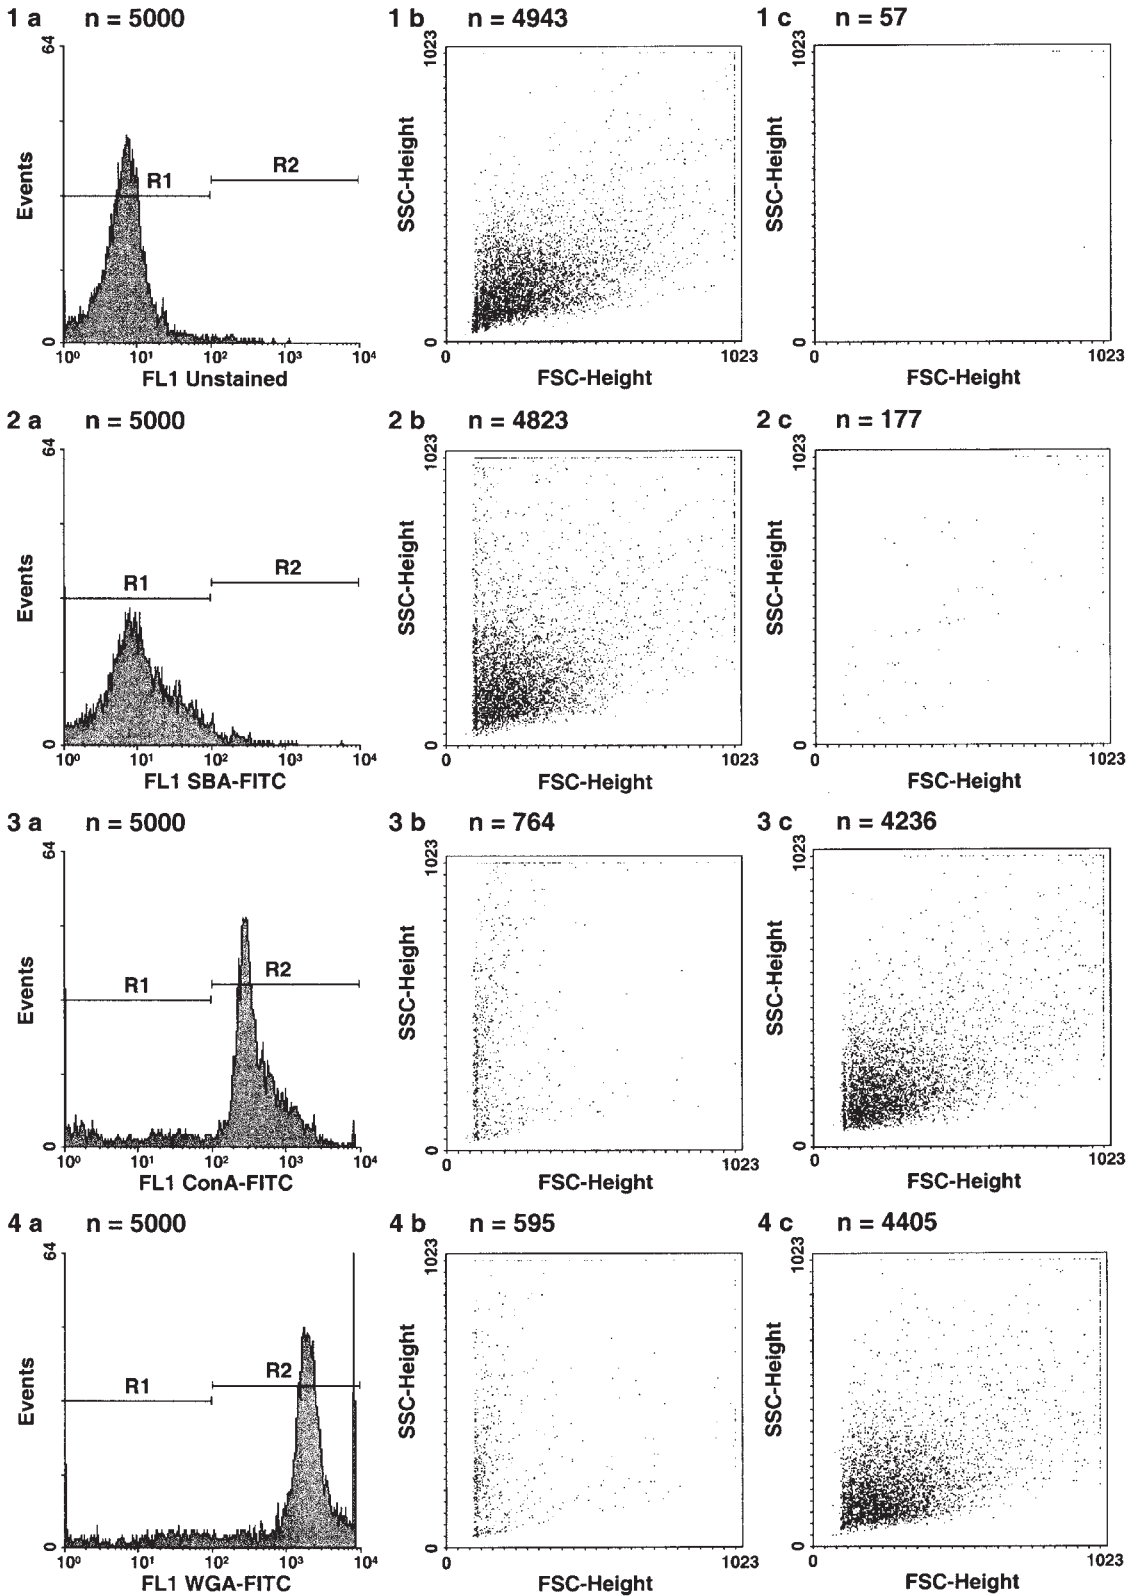 1 a n = 5000
64
Events
0
R1
R2
10⁰ 10¹ 10² 10³ 10⁴
FL1 Unstained
1 b n = 4943
1023
SSC-Height
0
0 1023
FSC-Height
1 c n = 57
1023
SSC-Height
0
0 1023
FSC-Height
2 a n = 5000
64
Events
0
R1
R2
10⁰ 10¹ 10² 10³ 10⁴
FL1 SBA-FITC
2 b n = 4823
1023
SSC-Height
0
0 1023
FSC-Height
2 c n = 177
1023
SSC-Height
0
0 1023
FSC-Height
3 a n = 5000
64
Events
0
R1
R2
10⁰ 10¹ 10² 10³ 10⁴
FL1 ConA-FITC
3 b n = 764
1023
SSC-Height
0
0 1023
FSC-Height
3 c n = 4236
1023
SSC-Height
0
0 1023
FSC-Height
4 a n = 5000
64
Events
0
R1
R2
10⁰ 10¹ 10² 10³ 10⁴
FL1 WGA-FITC
4 b n = 595
1023
SSC-Height
0
0 1023
FSC-Height
4 c n = 4405
1023
SSC-Height
0
0 1023
FSC-Height